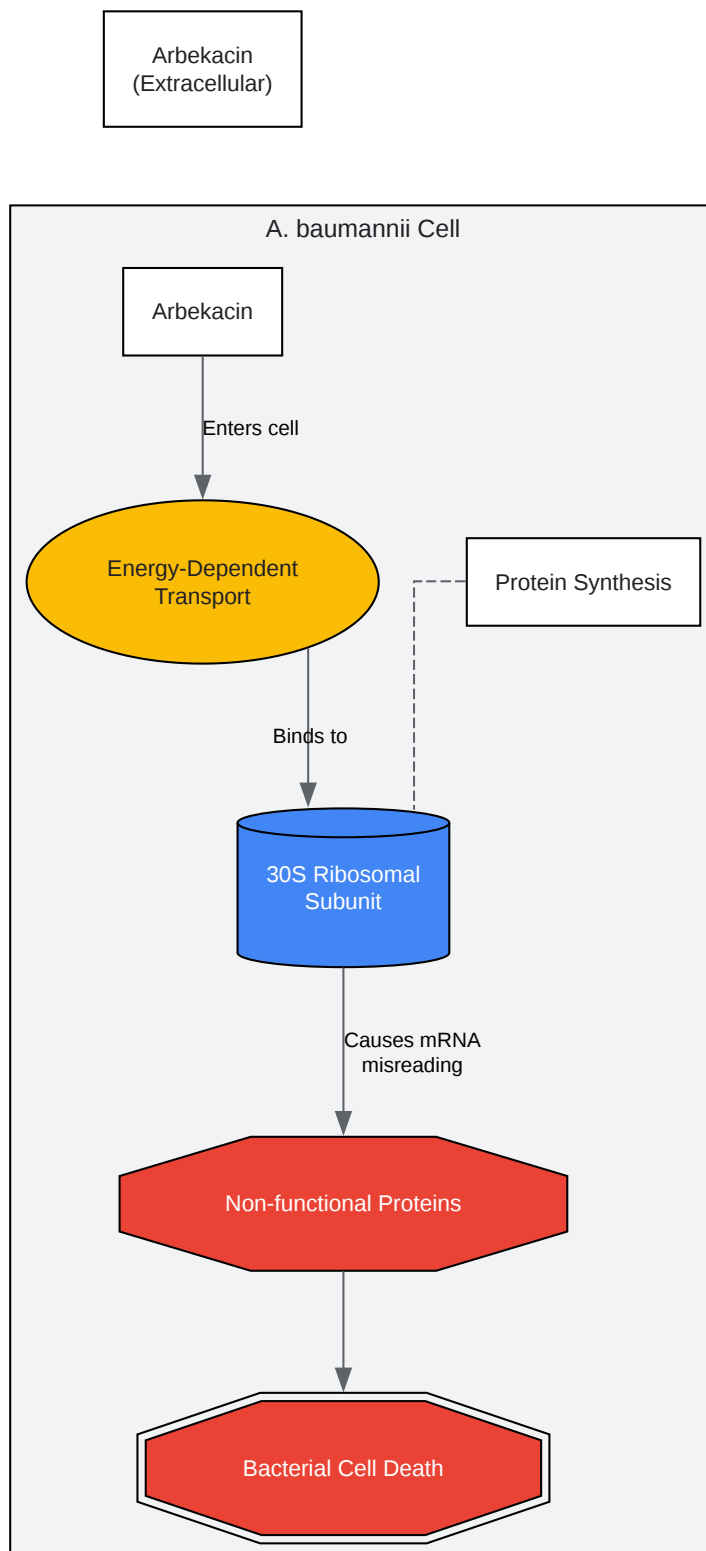 Arbekacin
(Extracellular)
A. baumannii Cell
Arbekacin
Enters cell
Energy-Dependent
Transport
Protein Synthesis
Binds to
30S Ribosomal
Subunit
Causes mRNA
misreading
Non-functional Proteins
Bacterial Cell Death